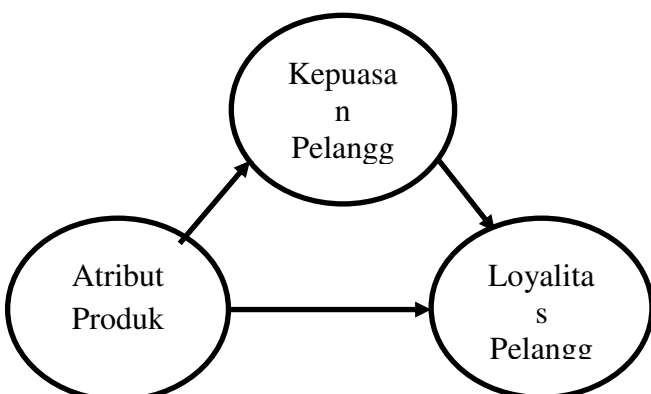 Kepuasa
n
Pelangg
Atribut
Produk
Loyalita
s
Pelangg